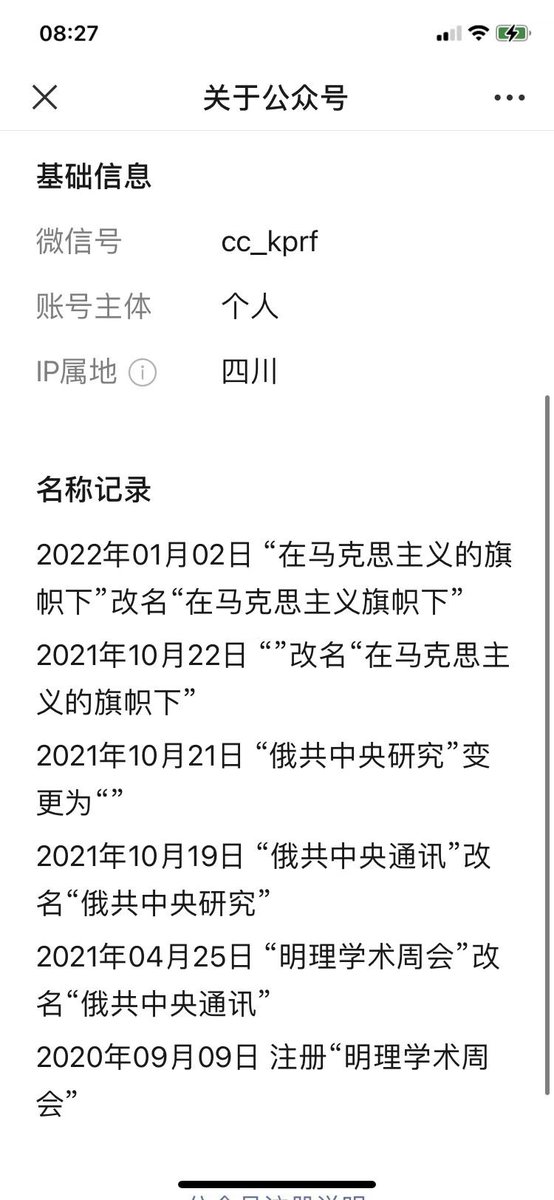 08:27
关于公众号
基础信息
微信号 cc_kprf
账号主体 个人
IP属地 四川
名称记录
2022年01月02日 “在马克思主义的旗
帜下”改名“在马克思主义旗帜下”
2021年10月22日 “”改名“在马克思主
义的旗帜下”
2021年10月21日 “俄共中央研究”变
更为“”
2021年10月19日 “俄共中央通讯”改
名“俄共中央研究”
2021年04月25日 “明理学术周会”改
名“俄共中央通讯”
2020年09月09日 注册“明理学术周
会”